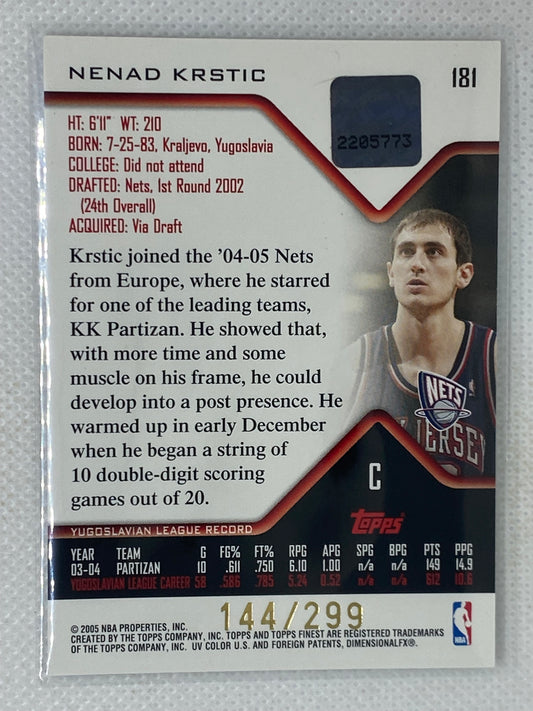 NENAD KRSTIC
181
2205773
HT: 6'11" WT: 210
BORN: 7-25-83, Kraljevo, Yugoslavia
COLLEGE: Did not attend
DRAFTED: Nets, 1st Round 2002
(24th Overall)
ACQUIRED: Via Draft
Krstic joined the '04-05 Nets
from Europe, where he starred
for one of the leading teams,
KK Partizan. He showed that,
with more time and some
muscle on his frame, he could
develop into a post presence. He
warmed up in early December
when he began a string of
10 double-digit scoring
games out of 20.
NETS
JERSEY
C
Topps
YUGOSLAVIAN LEAGUE RECORD
YEAR TEAM G FG% FT% RPG APG SPG BPG PTS PPG
03-04 PARTIZAN 10 .611 .750 6.10 1.00 n/a n/a 149 14.9
YUGOSLAVIAN LEAGUE CAREER 58 .586 .785 5.24 0.52 n/a n/a 612 10.6
144/299
© 2005 NBA PROPERTIES, INC.
CREATED BY THE TOPPS COMPANY, INC. TOPPS AND TOPPS FINEST ARE REGISTERED TRADEMARKS
OF THE TOPPS COMPANY, INC. UV COLOR U.S. AND FOREIGN PATENTS, DIMENSIONALFX®.
NBA